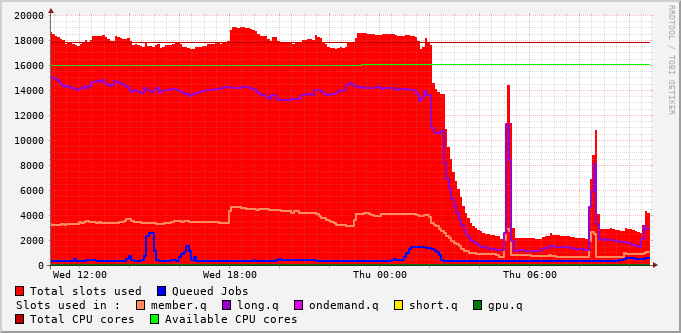 20000
18000
16000
14000
12000
10000
8000
6000
4000
2000
0
Wed 12:00 Wed 18:00 Thu 00:00 Thu 06:00
RRDTOOL / TOBI OETIKER
Total slots used Queued Jobs
Slots used in : member.q long.q ondemand.q short.q gpu.q
Total CPU cores Available CPU cores